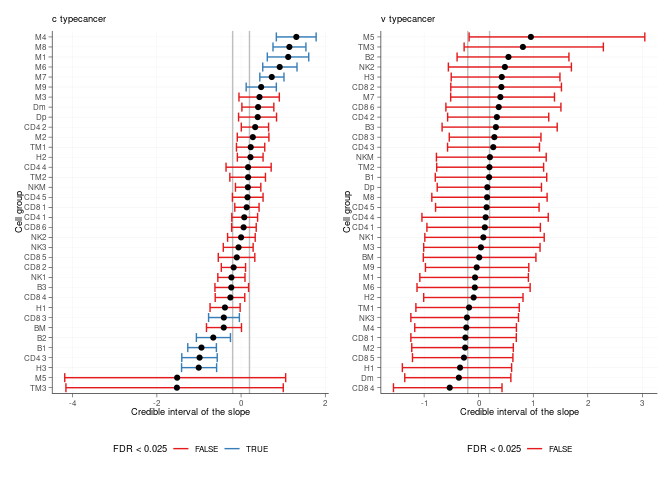 c typecancer
M4
M8
M1
M6
M7
M9
M3
Dm
Dp
CD4 2
M2
TM1
H2
CD4 4
TM2
NKM
CD4 5
CD8 1
CD4 1
CD8 6
NK2
NK3
CD8 5
CD8 2
NK1
B3
CD8 4
H1
CD8 3
BM
B2
B1
CD4 3
H3
M5
TM3
Cell group
-4
-2
0
2
Credible interval of the slope
FDR < 0.025
FALSE
TRUE
v typecancer
M5
TM3
B2
NK2
H3
CD8 2
M7
CD8 6
CD4 2
B3
CD8 3
CD4 3
NKM
TM2
B1
Dp
M8
CD4 5
CD4 4
CD4 1
NK1
M3
BM
M9
M1
M6
H2
TM1
NK3
M4
CD8 1
M2
CD8 5
H1
Dm
CD8 4
Cell group
-1
0
1
2
3
Credible interval of the slope
FDR < 0.025
FALSE